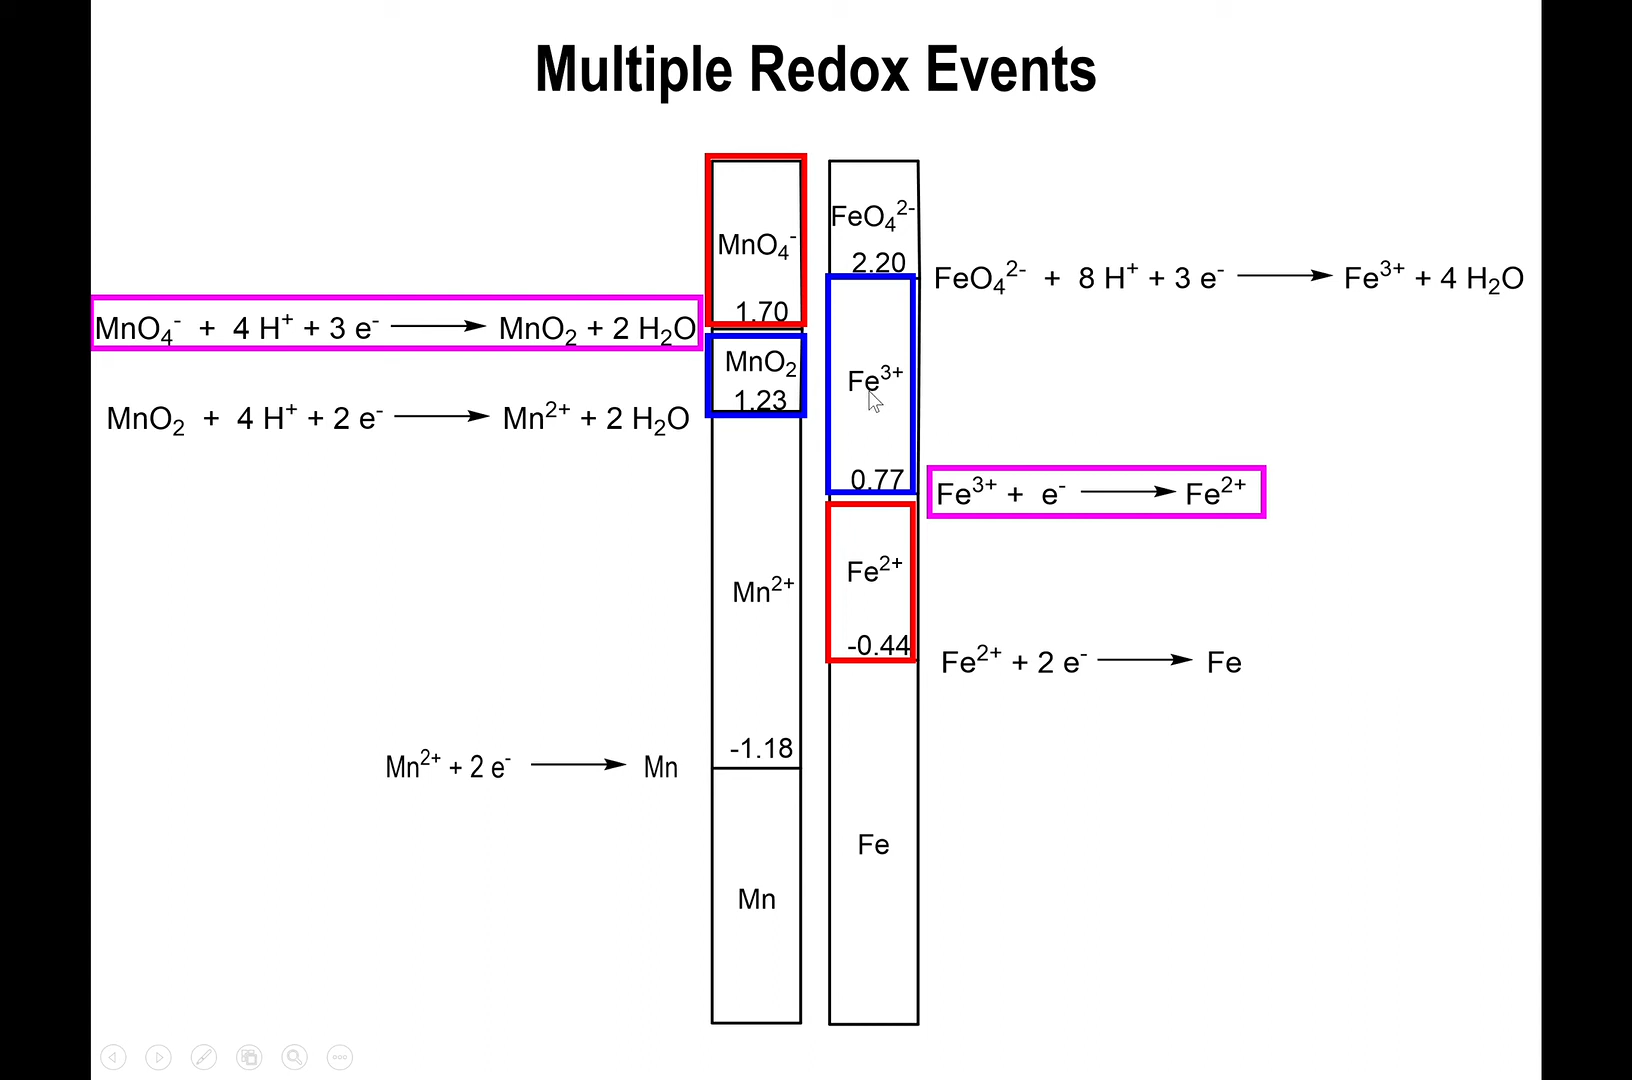 Multiple Redox Events
FeO₄²⁻
MnO₄⁻
2.20
FeO₄²⁻ + 8 H⁺ + 3 e⁻ ⟶ Fe³⁺ + 4 H₂O
1.70
MnO₄⁻ + 4 H⁺ + 3 e⁻ ⟶ MnO₂ + 2 H₂O
MnO₂
Fe³⁺
1.23
MnO₂ + 4 H⁺ + 2 e⁻ ⟶ Mn²⁺ + 2 H₂O
0.77
Fe³⁺ + e⁻ ⟶ Fe²⁺
Fe²⁺
Mn²⁺
-0.44
Fe²⁺ + 2 e⁻ ⟶ Fe
-1.18
Mn²⁺ + 2 e⁻ ⟶ Mn
Fe
Mn